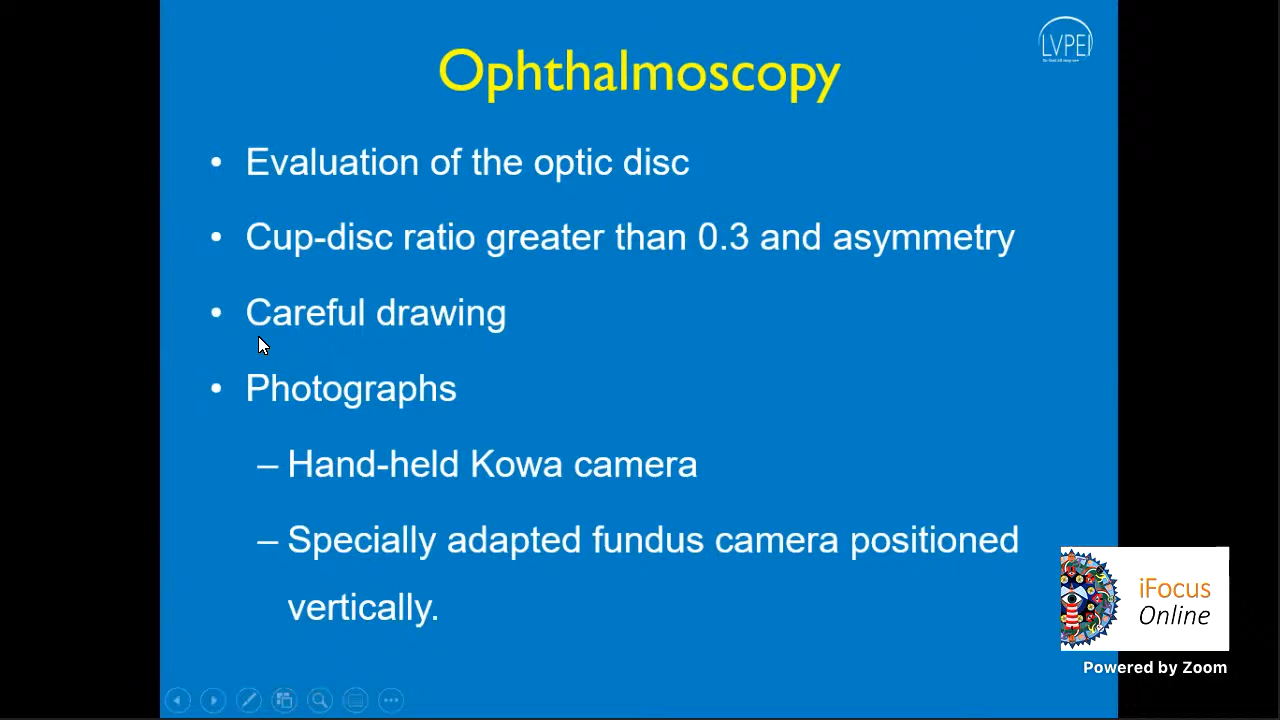 LVPEI
Ophthalmoscopy
• Evaluation of the optic disc
• Cup-disc ratio greater than 0.3 and asymmetry
• Careful drawing
• Photographs
– Hand-held Kowa camera
– Specially adapted fundus camera positioned
vertically.
iFocus
Online
Powered by Zoom